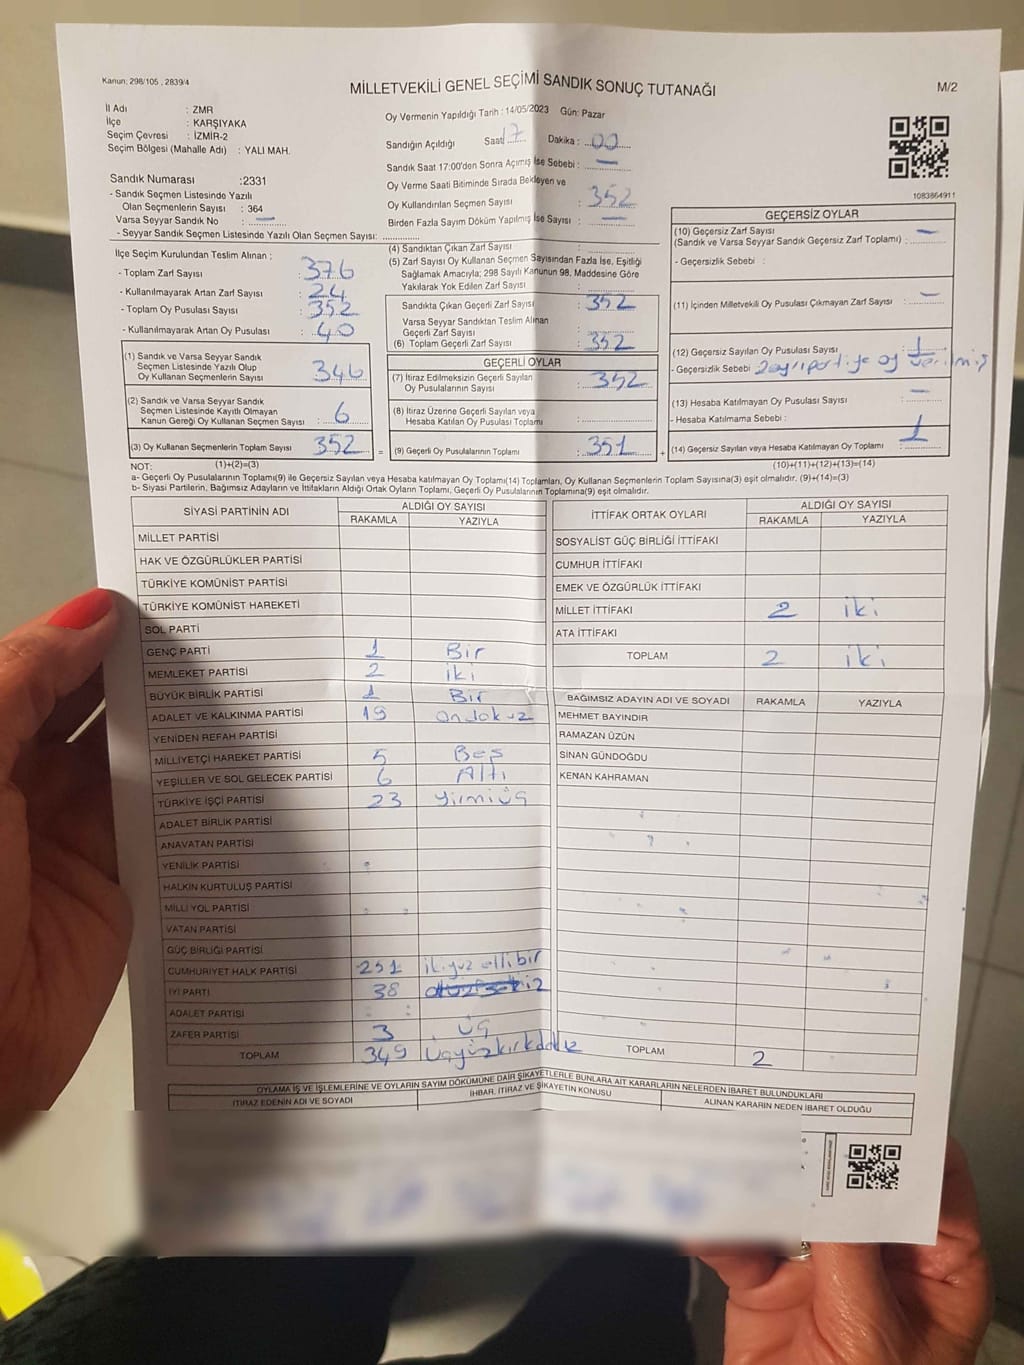 Kanun: 298/105 , 2839/4
MİLLETVEKİLİ GENEL SEÇİMİ SANDIK SONUÇ TUTANAĞI
M/2
İl Adı : ZMR
İlçe : KARŞIYAKA
Seçim Çevresi : İZMİR-2
Seçim Bölgesi (Mahalle Adı) : YALI MAH.
Oy Vermenin Yapıldığı Tarih : 14/05/2023 Gün: Pazar
Sandığın Açıldığı Saat: 17 Dakika : 00
Sandık Saat 17:00'den Sonra Açımış İse Sebebi : —
Oy Verme Saati Bitiminde Sırada Bekleyen ve
Oy Kullandırılan Seçmen Sayısı : 352
Birden Fazla Sayım Döküm Yapılmış İse Sayısı : —
1083864911
Sandık Numarası :2331
- Sandık Seçmen Listesinde Yazılı
Olan Seçmenlerin Sayısı : 364
Varsa Seyyar Sandık No : —
- Seyyar Sandık Seçmen Listesinde Yazılı Olan Seçmen Sayısı:
İlçe Seçim Kurulundan Teslim Alınan ;
- Toplam Zarf Sayısı : 376
- Kullanılmayarak Artan Zarf Sayısı : 24
- Toplam Oy Pusulası Sayısı : 352
- Kullanılmayarak Artan Oy Pusulası : 40
(1) Sandık ve Varsa Seyyar Sandık
Seçmen Listesinde Yazılı Olup
Oy Kullanan Seçmenlerin Sayısı : 346
(2) Sandık ve Varsa Seyyar Sandık
Seçmen Listesinde Kayıtlı Olmayan
Kanun Gereği Oy Kullanan Seçmen Sayısı : 6
(3) Oy Kullanan Seçmenlerin Toplam Sayısı : 352
(4) Sandıktan Çıkan Zarf Sayısı :
(5) Zarf Sayısı Oy Kullanan Seçmen Sayısından Fazla İse, Eşitliği
Sağlamak Amacıyla; 298 Sayılı Kanunun 98. Maddesine Göre
Yakılarak Yok Edilen Zarf Sayısı :
Sandıkta Çıkan Geçerli Zarf Sayısı : 352
Varsa Seyyar Sandıktan Teslim Alınan
Geçerli Zarf Sayısı :
(6) Toplam Geçerli Zarf Sayısı : 352
GEÇERLİ OYLAR
(7) İtiraz Edilmeksizin Geçerli Sayılan
Oy Pusulalarının Sayısı : 352
(8) İtiraz Üzerine Geçerli Sayılan veya
Hesaba Katılan Oy Pusulası Toplamı :
= (9) Geçerli Oy Pusulalarının Toplamı : 351 +
GEÇERSİZ OYLAR
(10) Geçersiz Zarf Sayısı
(Sandık ve Varsa Seyyar Sandık Geçersiz Zarf Toplamı) : —
- Geçersizlik Sebebi :
(11) İçinden Milletvekili Oy Pusulası Çıkmayan Zarf Sayısı : —
(12) Geçersiz Sayılan Oy Pusulası Sayısı : 1
- Geçersizlik Sebebi 2 ayrı partiye oy verilmiş
(13) Hesaba Katılmayan Oy Pusulası Sayısı : —
- Hesaba Katılmama Sebebi :
(14) Geçersiz Sayılan veya Hesaba Katılmayan Oy Toplamı : 1
NOT: (1)+(2)=(3)
(10)+(11)+(12)+(13)=(14)
a- Geçerli Oy Pusulalarının Toplamı(9) ile Geçersiz Sayılan veya Hesaba Katılmayan Oy Toplamı(14) Toplamları, Oy Kullanan Seçmenlerin Toplam Sayısına(3) eşit olmalıdır. (9)+(14)=(3)
b- Siyasi Partilerin, Bağımsız Adayların ve İttifakların Aldığı Ortak Oyların Toplamı, Geçerli Oy Pusulalarının Toplamına(9) eşit olmalıdır.
SİYASİ PARTİNİN ADI ALDIĞI OY SAYISI
RAKAMLA YAZIYLA
MİLLET PARTİSİ
HAK VE ÖZGÜRLÜKLER PARTİSİ
TÜRKİYE KOMÜNİST PARTİSİ
TÜRKİYE KOMÜNİST HAREKETİ
SOL PARTİ
GENÇ PARTİ 1 Bir
MEMLEKET PARTİSİ 2 iki
BÜYÜK BİRLİK PARTİSİ 1 Bir
ADALET VE KALKINMA PARTİSİ 19 ondokuz
YENİDEN REFAH PARTİSİ
MİLLİYETÇİ HAREKET PARTİSİ 5 Beş
YEŞİLLER VE SOL GELECEK PARTİSİ 6 Altı
TÜRKİYE İŞÇİ PARTİSİ 23 yirmiüç
ADALET BİRLİK PARTİSİ
ANAVATAN PARTİSİ
YENİLİK PARTİSİ
HALKIN KURTULUŞ PARTİSİ
MİLLİ YOL PARTİSİ
VATAN PARTİSİ
GÜÇ BİRLİĞİ PARTİSİ
CUMHURİYET HALK PARTİSİ 251 ikiyüz ellibir
İYİ PARTİ 38
ADALET PARTİSİ
ZAFER PARTİSİ 3 üç
TOPLAM 349 üçyüzkırkdokuz
İTTİFAK ORTAK OYLARI ALDIĞI OY SAYISI
RAKAMLA YAZIYLA
SOSYALİST GÜÇ BİRLİĞİ İTTİFAKI
CUMHUR İTTİFAKI
EMEK VE ÖZGÜRLÜK İTTİFAKI
MİLLET İTTİFAKI 2 iki
ATA İTTİFAKI
TOPLAM 2 iki
BAĞIMSIZ ADAYIN ADI VE SOYADI RAKAMLA YAZIYLA
MEHMET BAYINDIR
RAMAZAN ÜZÜN
SİNAN GÜNDOĞDU
KENAN KAHRAMAN
TOPLAM 2
OYLAMA İŞ VE İŞLEMLERİNE VE OYLARIN SAYIM DÖKÜMÜNE DAİR ŞİKAYETLERLE BUNLARA AİT KARARLARIN NELERDEN İBARET BULUNDUKLARI
İTİRAZ EDENİN ADI VE SOYADI İHBAR, İTİRAZ VE ŞİKAYETİN KONUSU ALINAN KARARIN NEDEN İBARET OLDUĞU